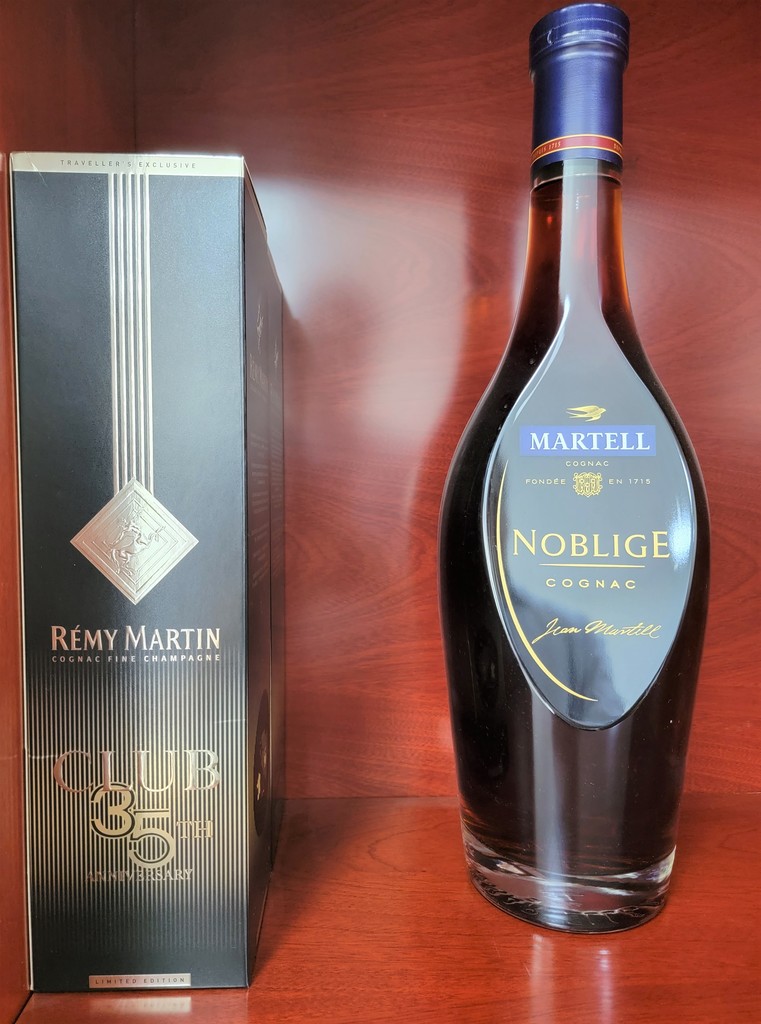 TRAVELLER'S EXCLUSIVE
RÉMY MARTIN
COGNAC FINE CHAMPAGNE
CLUB
35TH
ANNIVERSARY
LIMITED EDITION
1715
MARTELL
COGNAC
FONDÉE EN 1715
NOBLIGE
COGNAC
Jean Martell